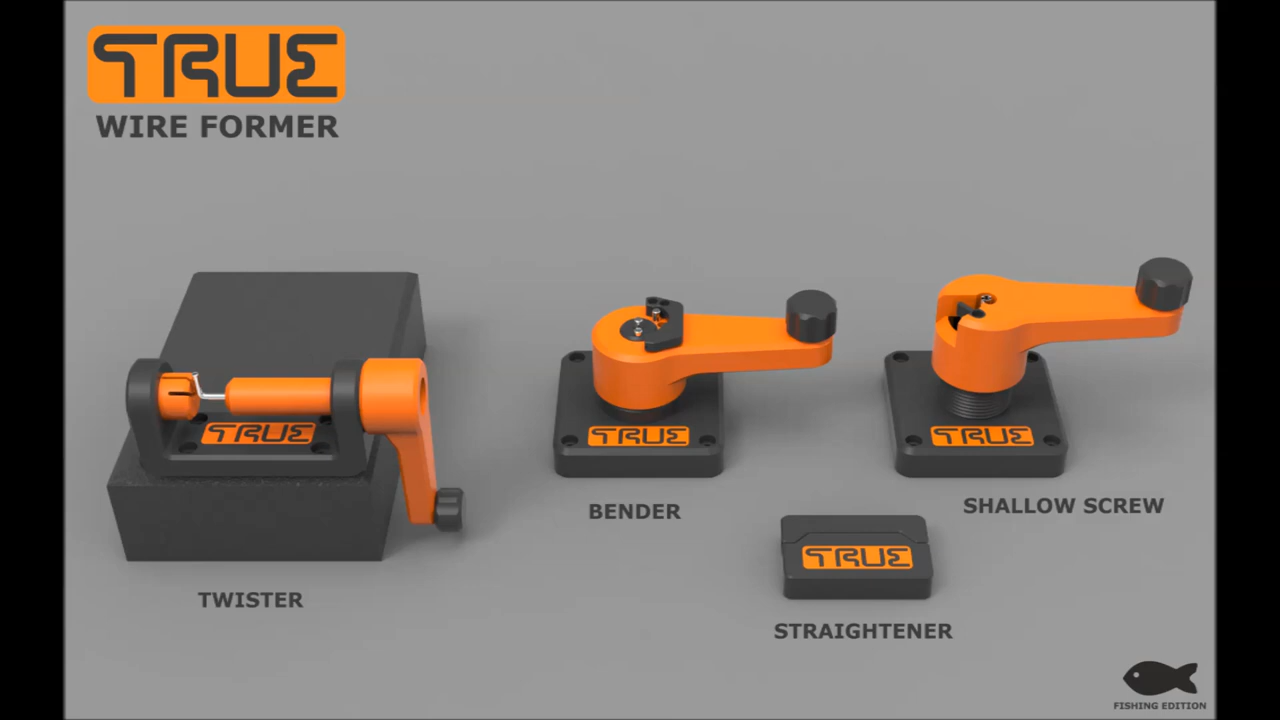 TRUE
WIRE FORMER
TRUE
TRUE
TRUE
BENDER
SHALLOW SCREW
TRUE
TWISTER
STRAIGHTENER
FISHING EDITION